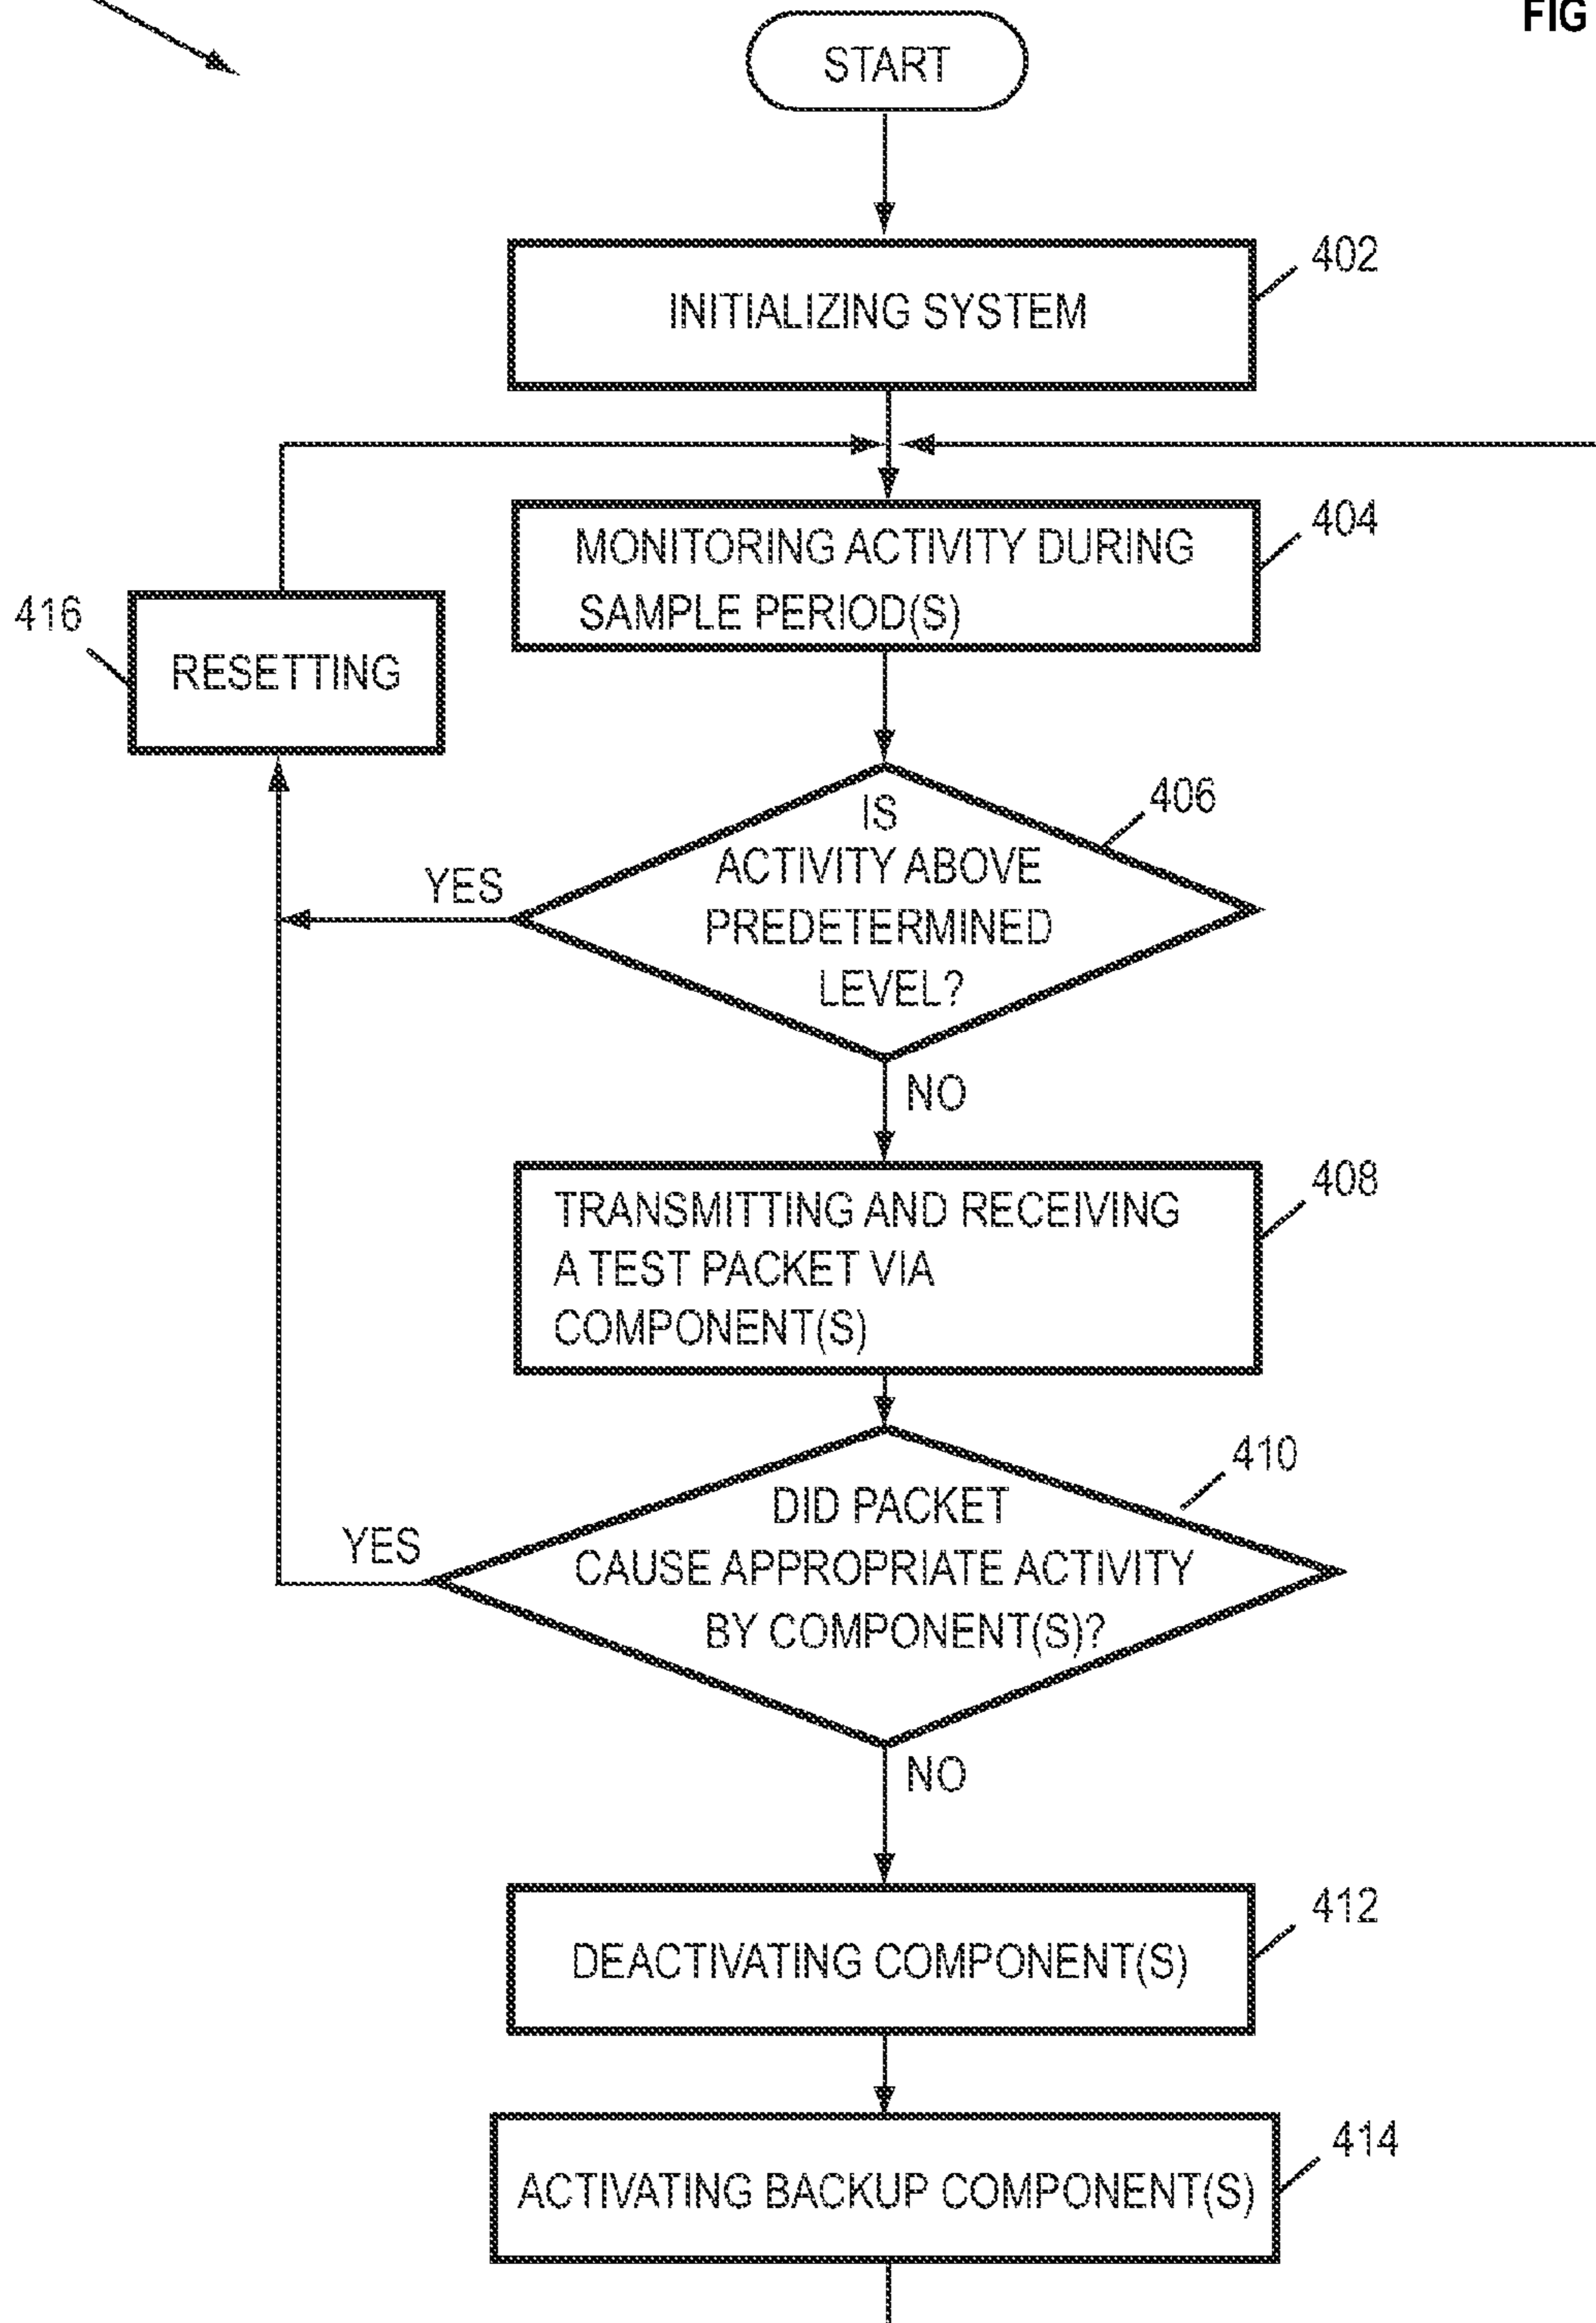 FIG
START
402
INITIALIZING SYSTEM
404
MONITORING ACTIVITY DURING
SAMPLE PERIOD(S)
416
RESETTING
406
IS
ACTIVITY ABOVE
PREDETERMINED
LEVEL?
YES
NO
408
TRANSMITTING AND RECEIVING
A TEST PACKET VIA
COMPONENT(S)
410
DID PACKET
CAUSE APPROPRIATE ACTIVITY
BY COMPONENT(S)?
YES
NO
412
DEACTIVATING COMPONENT(S)
414
ACTIVATING BACKUP COMPONENT(S)